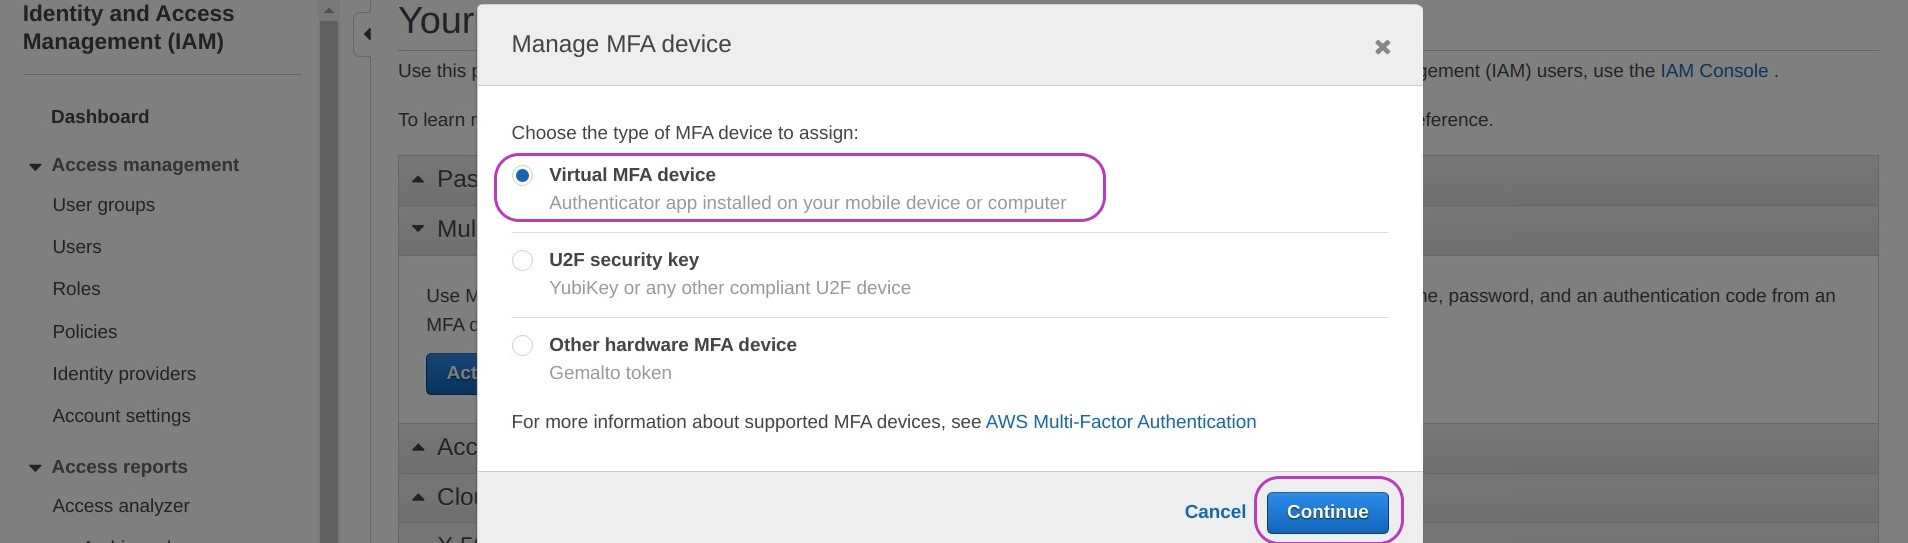 Identity and Access
Management (IAM)
Dashboard
Access management
User groups
Users
Roles
Policies
Identity providers
Account settings
Access reports
Access analyzer
Your
Use this
gement (IAM) users, use the IAM Console .
To learn
eference.
Pas
Mul
Use M
ne, password, and an authentication code from an
MFA d
Act
Acc
Clou
Manage MFA device
Choose the type of MFA device to assign:
Virtual MFA device
Authenticator app installed on your mobile device or computer
U2F security key
YubiKey or any other compliant U2F device
Other hardware MFA device
Gemalto token
For more information about supported MFA devices, see AWS Multi-Factor Authentication
Cancel
Continue